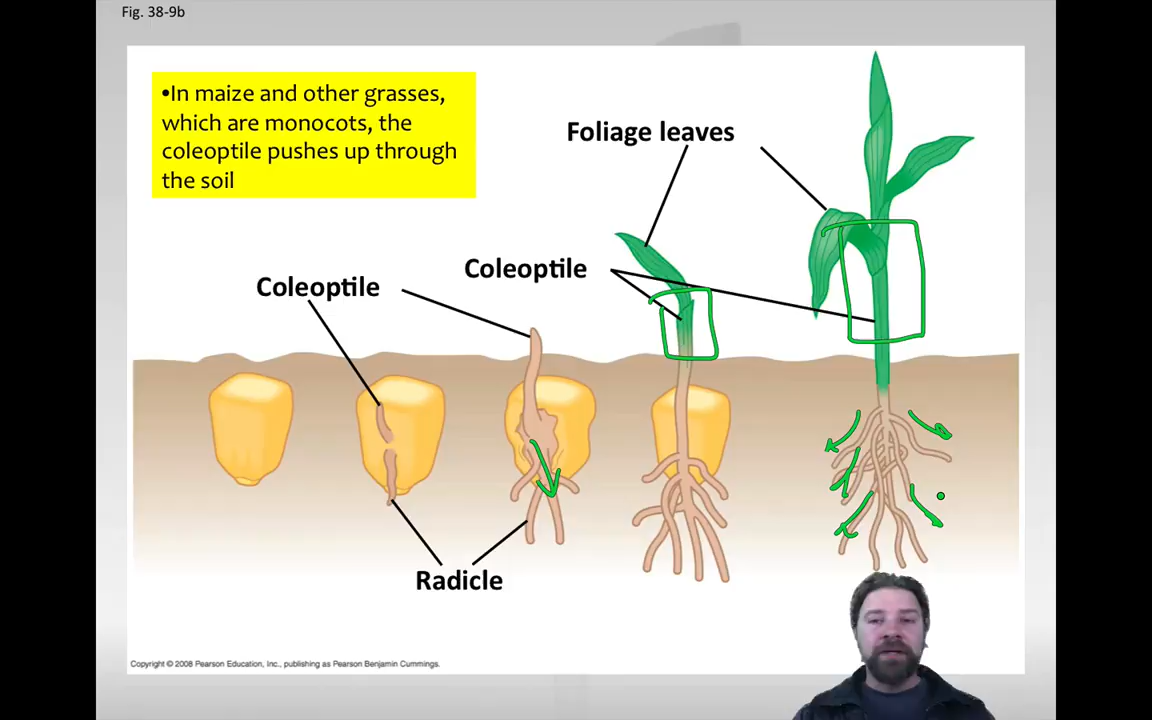 Fig. 38-9b
•In maize and other grasses,
which are monocots, the
coleoptile pushes up through
the soil
Foliage leaves
Coleoptile
Coleoptile
Radicle
Copyright © 2008 Pearson Education, Inc., publishing as Pearson Benjamin Cummings.